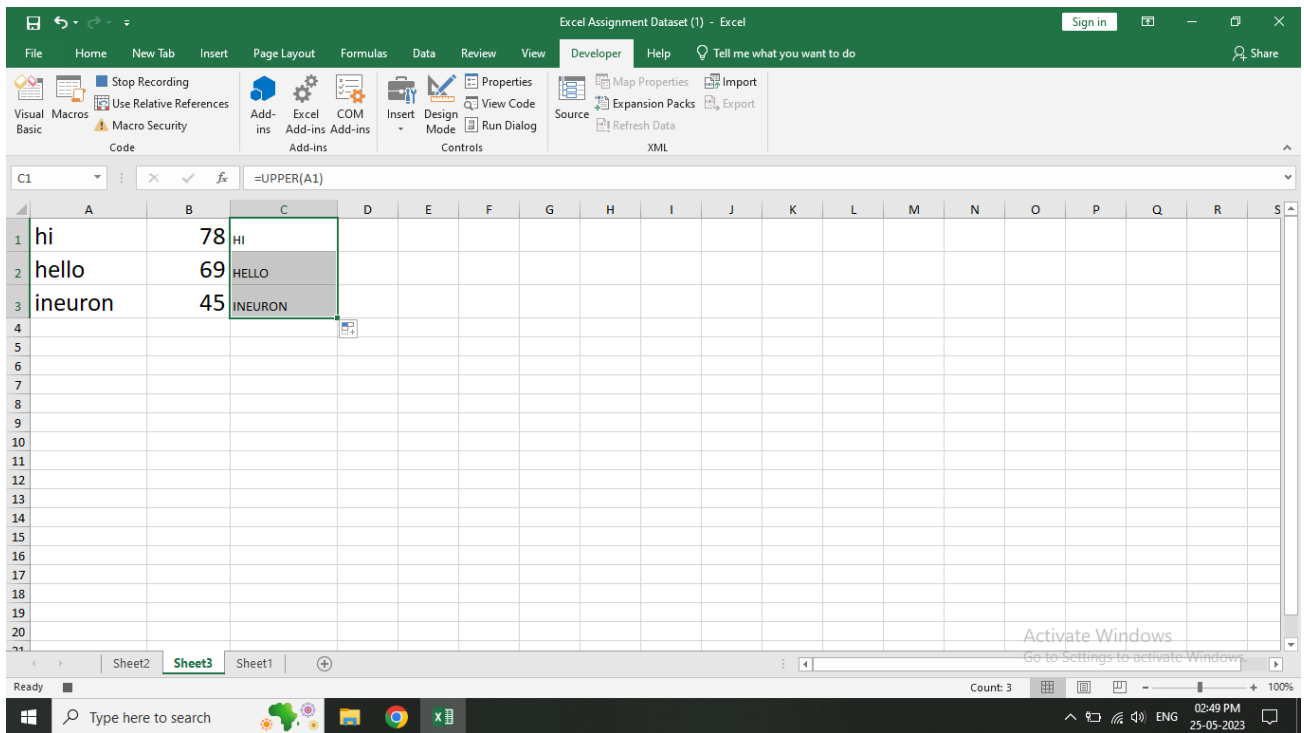 Excel Assignment Dataset (1) - Excel
Sign in
File Home New Tab Insert Page Layout Formulas Data Review View Developer Help Tell me what you want to do Share
Stop Recording Properties Map Properties Import
Use Relative References View Code Expansion Packs Export
Macro Security Run Dialog Refresh Data
Visual Basic
Macros
Add-ins
Excel Add-ins
COM Add-ins
Insert
Design Mode
Source
Code Add-ins Controls XML
C1 fx =UPPER(A1)
A B C D E F G H I J K L M N O P Q R S
1 hi 78 HI
2 hello 69 HELLO
3 ineuron 45 INEURON
4
5
6
7
8
9
10
11
12
13
14
15
16
17
18
19
20
21
Activate Windows
Go to Settings to activate Windows.
Sheet2 Sheet3 Sheet1
Ready Count: 3 100%
Type here to search ENG 02:49 PM
25-05-2023